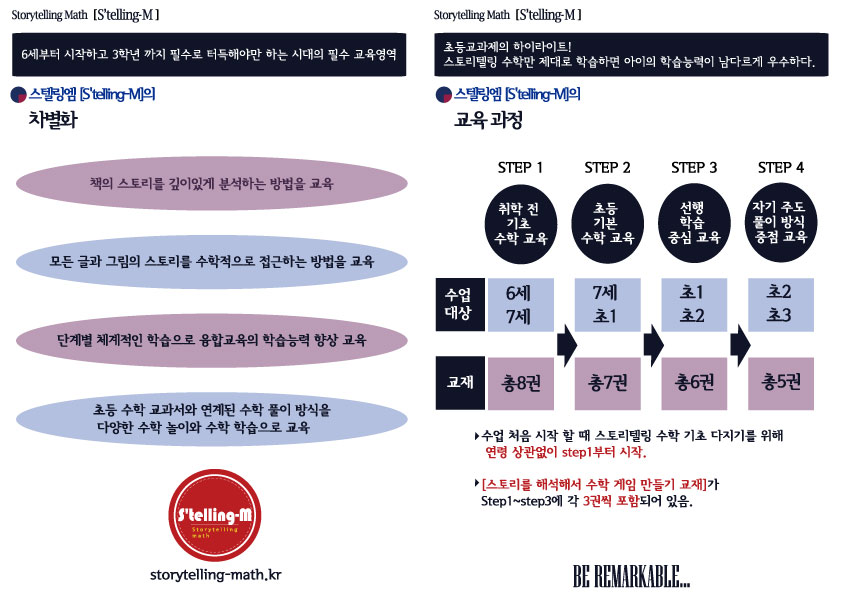 Storytelling Math [S'telling-M]
6세부터 시작하고 3학년 까지 필수로 터득해야만 하는 시대의 필수 교육영역
스텔링엠 [S'telling-M]의
차별화
책의 스토리를 깊이있게 분석하는 방법을 교육
모든 글과 그림의 스토리를 수학적으로 접근하는 방법을 교육
단계별 체계적인 학습으로 융합교육의 학습능력 향상 교육
초등 수학 교과서와 연계된 수학 풀이 방식을
다양한 수학 놀이와 수학 학습으로 교육
S'telling-M
Storytelling
math
storytelling-math.kr
Storytelling Math [S'telling-M]
초등교과제의 하이라이트!
스토리텔링 수학만 제대로 학습하면 아이의 학습능력이 남다르게 우수하다.
스텔링엠 [S'telling-M]의
교육 과정
STEP 1 STEP 2 STEP 3 STEP 4
취학 전 초등 선행 자기 주도
기초 기본 학습 풀이 방식
수학 교육 수학 교육 중심 교육 중점 교육
수업 6세 7세 초1 초2
대상 7세 초1 초2 초3
교재 총8권 총7권 총6권 총5권
수업 처음 시작 할 때 스토리텔링 수학 기초 다지기를 위해
연령 상관없이 step1부터 시작.
[스토리를 해석해서 수학 게임 만들기 교재]가
Step1~step3에 각 3권씩 포함되어 있음.
BE REMARKABLE...